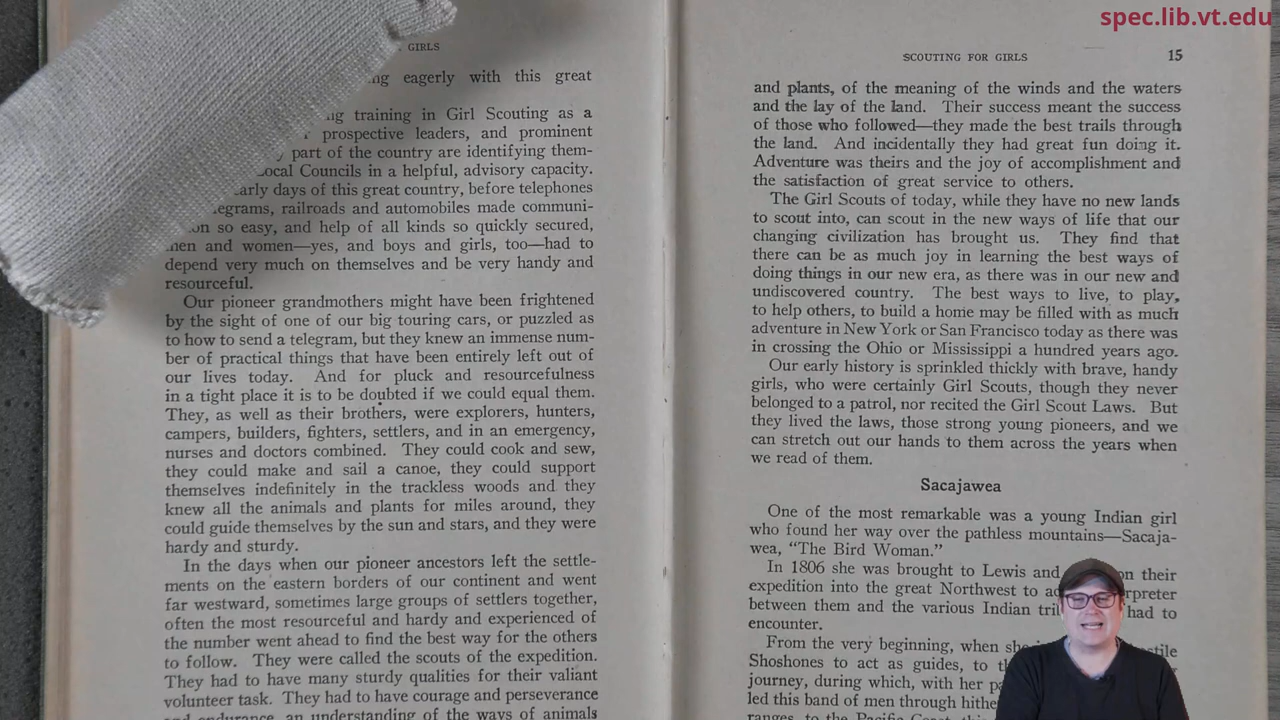 spec.lib.vt.edu
GIRLS
eagerly with this great
training in Girl Scouting as a
prospective leaders, and prominent
part of the country are identifying them-
Local Councils in a helpful, advisory capacity.
early days of this great country, before telephones
telegrams, railroads and automobiles made communi-
so easy, and help of all kinds so quickly secured,
men and women—yes, and boys and girls, too—had to
depend very much on themselves and be very handy and
resourceful.
Our pioneer grandmothers might have been frightened
by the sight of one of our big touring cars, or puzzled as
to how to send a telegram, but they knew an immense num-
ber of practical things that have been entirely left out of
our lives today. And for pluck and resourcefulness
in a tight place it is to be doubted if we could equal them.
They, as well as their brothers, were explorers, hunters,
campers, builders, fighters, settlers, and in an emergency,
nurses and doctors combined. They could cook and sew,
they could make and sail a canoe, they could support
themselves indefinitely in the trackless woods and they
knew all the animals and plants for miles around, they
could guide themselves by the sun and stars, and they were
hardy and sturdy.
In the days when our pioneer ancestors left the settle-
ments on the eastern borders of our continent and went
far westward, sometimes large groups of settlers together,
often the most resourceful and hardy and experienced of
the number went ahead to find the best way for the others
to follow. They were called the scouts of the expedition.
They had to have many sturdy qualities for their valiant
volunteer task. They had to have courage and perseverance
and endurance, an understanding of the ways of animals
SCOUTING FOR GIRLS 15
and plants, of the meaning of the winds and the waters
and the lay of the land. Their success meant the success
of those who followed—they made the best trails through
the land. And incidentally they had great fun doing it.
Adventure was theirs and the joy of accomplishment and
the satisfaction of great service to others.
The Girl Scouts of today, while they have no new lands
to scout into, can scout in the new ways of life that our
changing civilization has brought us. They find that
there can be as much joy in learning the best ways of
doing things in our new era, as there was in our new and
undiscovered country. The best ways to live, to play,
to help others, to build a home may be filled with as much
adventure in New York or San Francisco today as there was
in crossing the Ohio or Mississippi a hundred years ago.
Our early history is sprinkled thickly with brave, handy
girls, who were certainly Girl Scouts, though they never
belonged to a patrol, nor recited the Girl Scout Laws. But
they lived the laws, those strong young pioneers, and we
can stretch out our hands to them across the years when
we read of them.
Sacajawea
One of the most remarkable was a young Indian girl
who found her way over the pathless mountains—Sacaja-
wea, "The Bird Woman."
In 1806 she was brought to Lewis and on their
expedition into the great Northwest to
between them and the various Indian had to
encounter.
From the very beginning, when
Shoshones to act as guides, to
journey, during which, with her
led this band of men through
ranges, to the Pacific Coast,